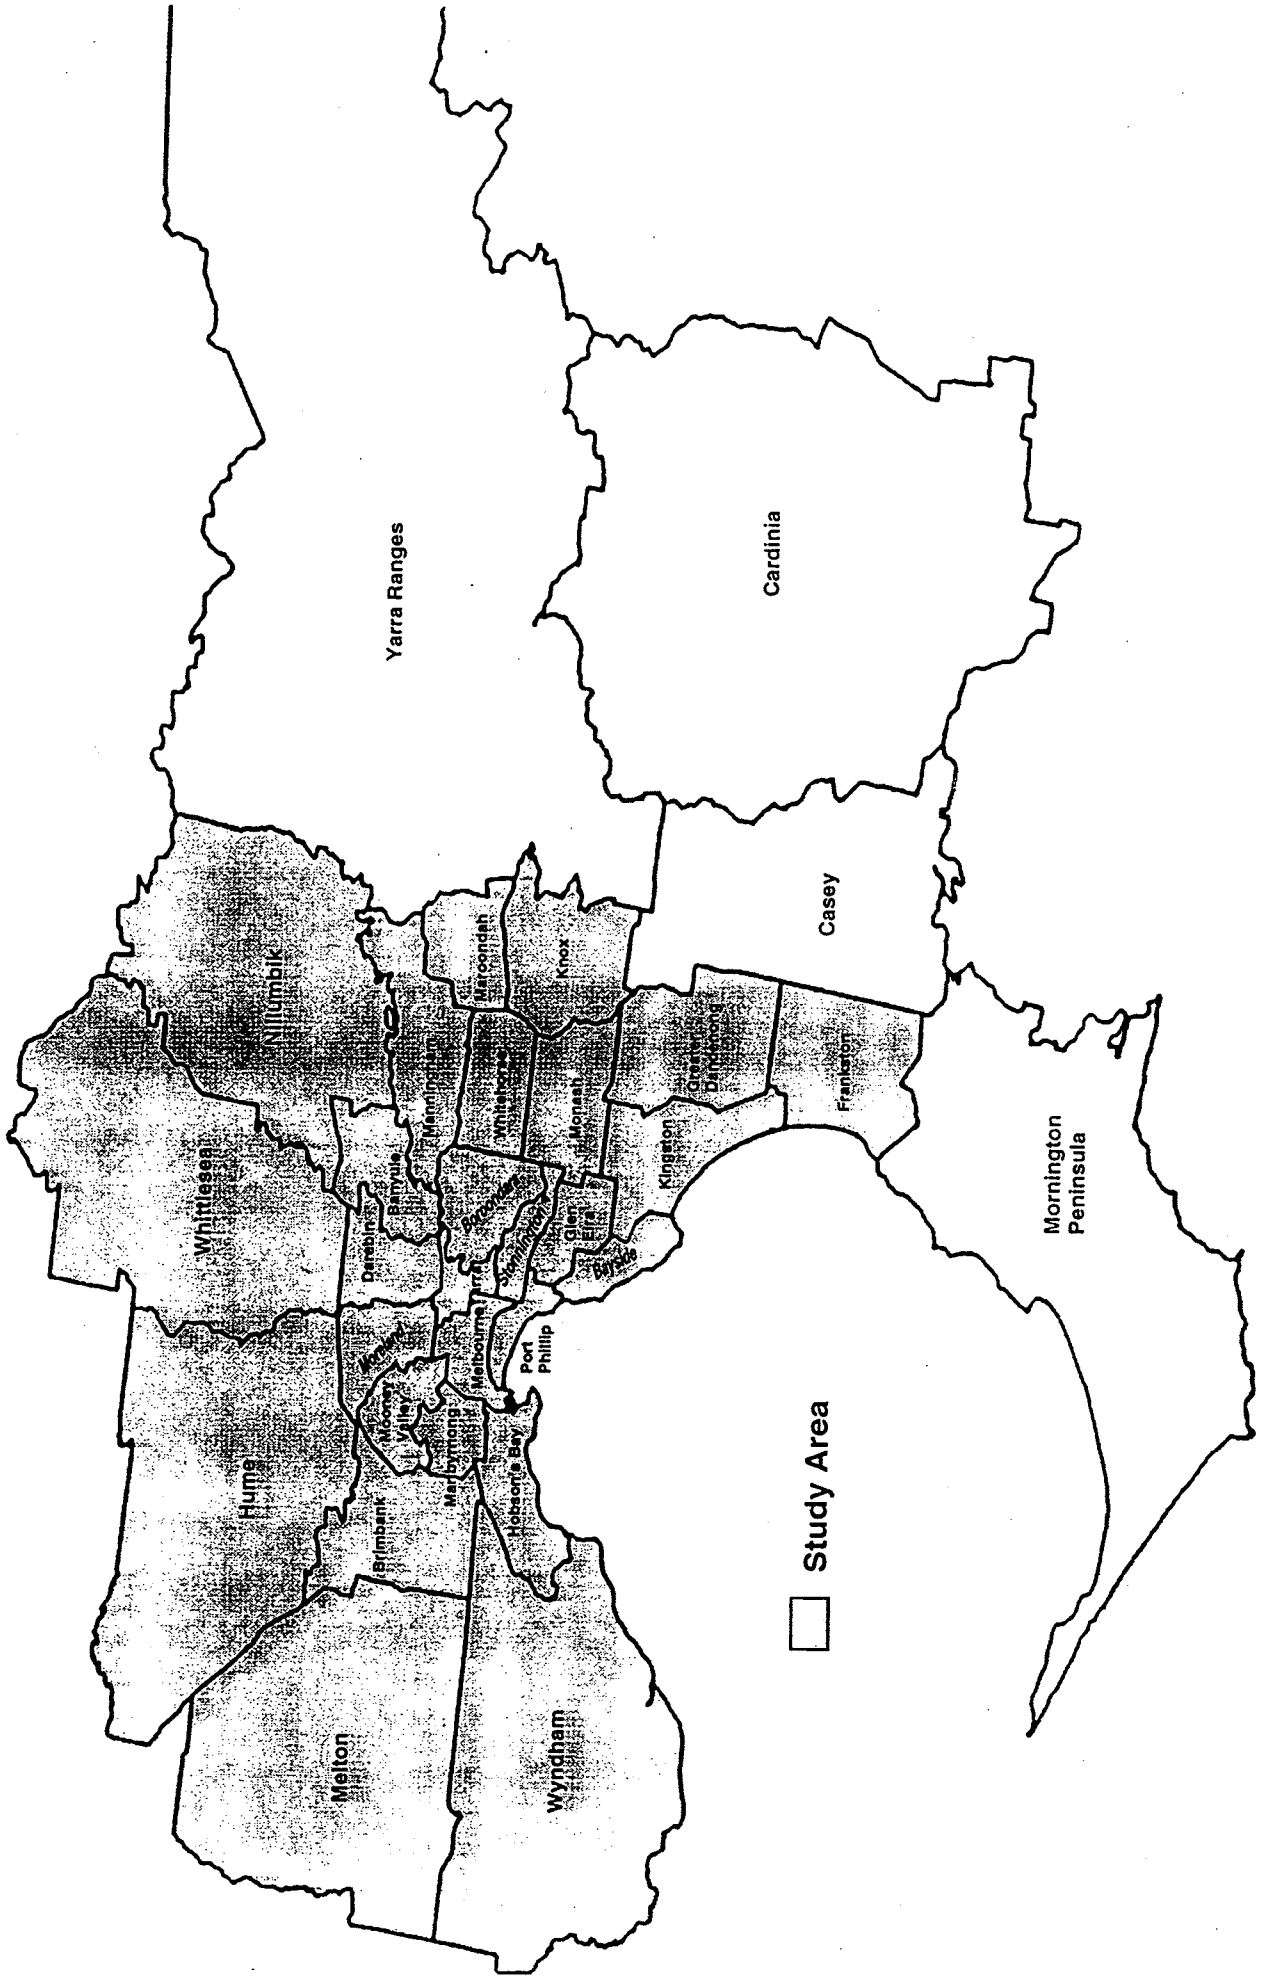 Whittlesea
Hume
Nillumbik
Melton
Darebin
Moreland
Brimbank
Banyule
Yarra Ranges
Mooney
Valley
Manningham
Maribyrnong
Melbourne
Yarra
Maroondah
Boroondara
Whitehorse
Stonnington
Hobson's Bay
Port
Phillip
Wyndham
Knox
Glen
Eira
Monash
Bayside
Kingston
Greater
Dandenong
Cardinia
Study Area
Casey
Frankston
Mornington
Peninsula